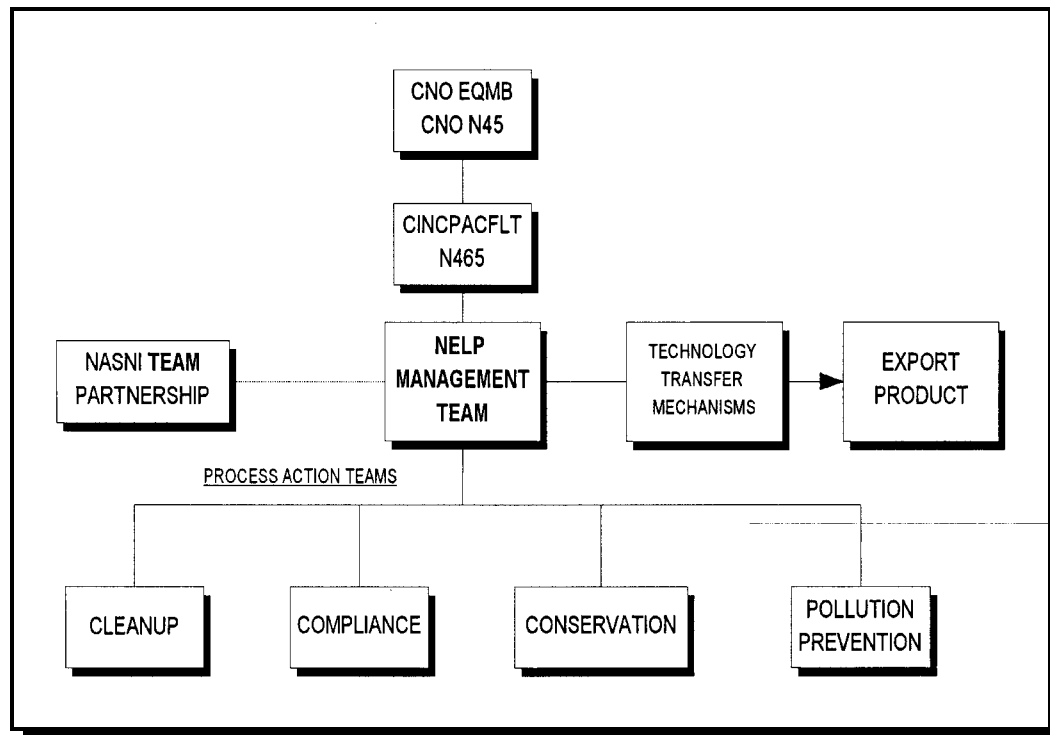 CNO EQMB
CNO N45
CINCPACFLT
N465
NASNI TEAM
PARTNERSHIP
NELP
MANAGEMENT
TEAM
TECHNOLOGY
TRANSFER
MECHANISMS
EXPORT
PRODUCT
PROCESS ACTION TEAMS
CLEANUP
COMPLIANCE
CONSERVATION
POLLUTION
PREVENTION